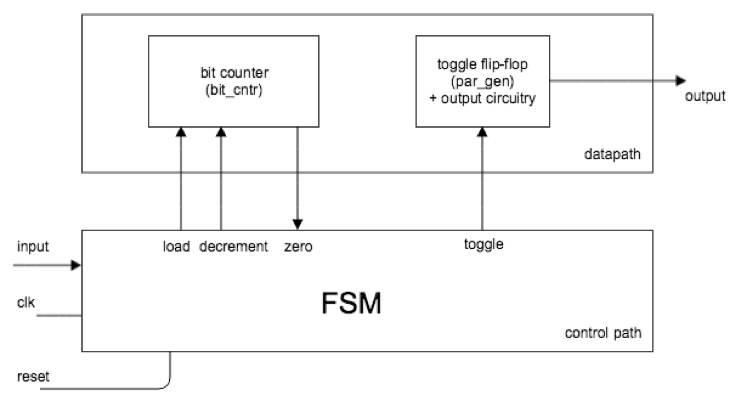 bit counter
(bit_cntr)
toggle flip-flop
(par_gen)
+ output circuitry
output
datapath
input
load decrement zero toggle
clk
FSM
control path
reset